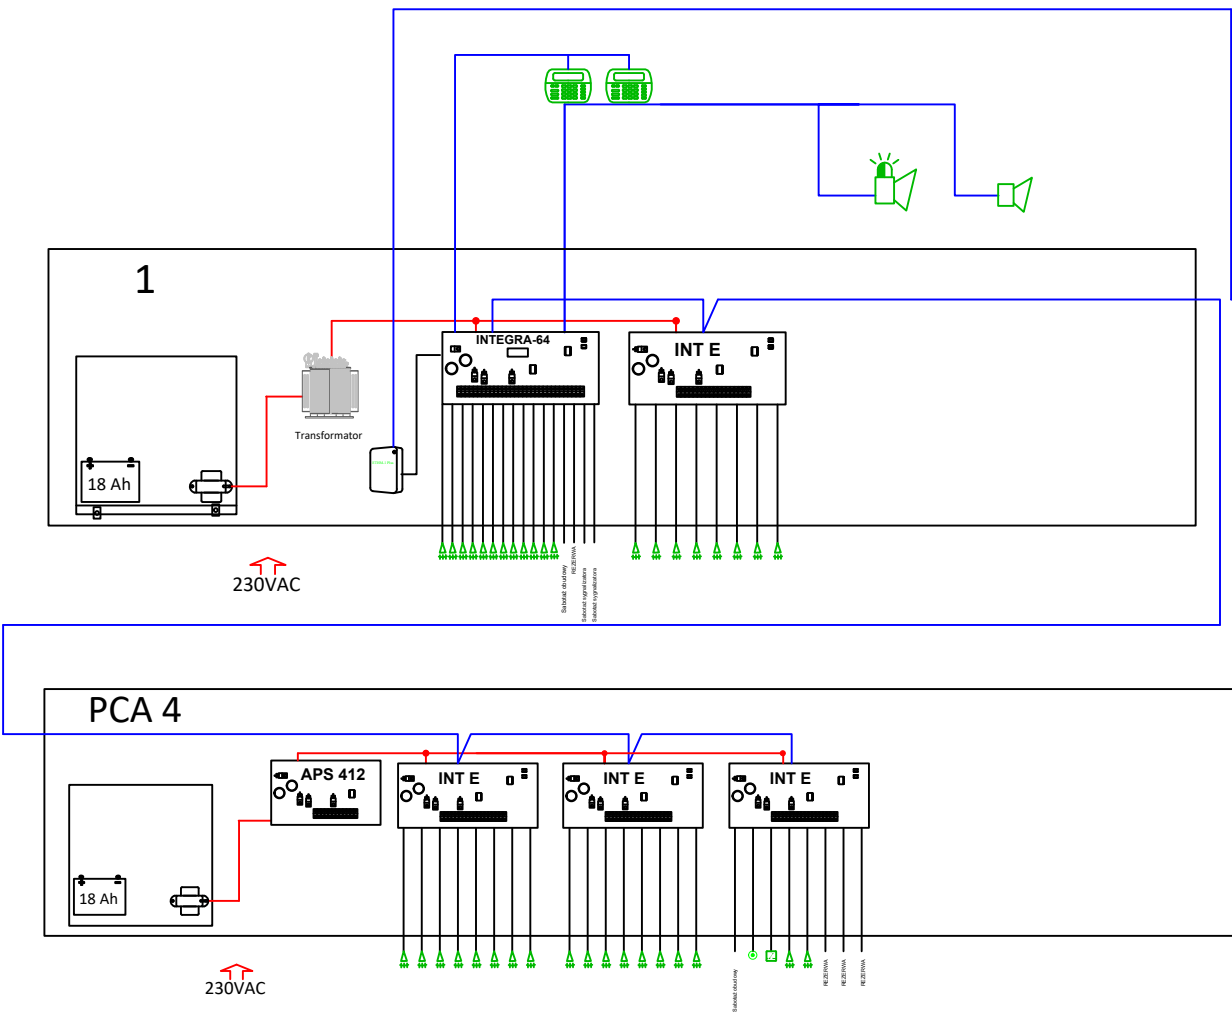 1
INTEGRA-64
INT E
Transformator
18 Ah
230VAC
Sabotaż obudowy
REZERWA
Sabotaż sygnalizatora
Sabotaż sygnalizatora
PCA 4
APS 412
INT E
INT E
INT E
18 Ah
230VAC
Sabotaż obudowy
REZERWA
REZERWA
REZERWA